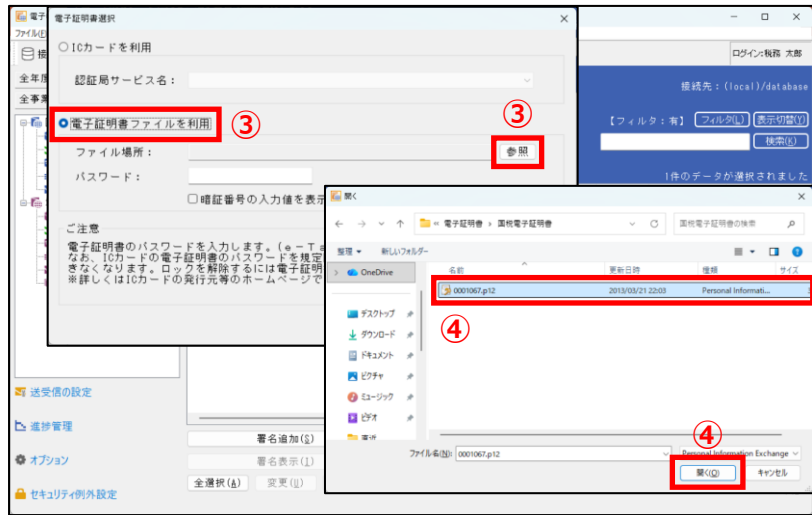 電子
電子証明書選択
ファイル(F)
ICカードを利用
認証局サービス名:
ログイン:税務 太郎
全年度
全事業
接続先:(local)/database
【フィルタ:有】 フィルタ(L) 表示切替(Y)
検索(K)
1件のデータが選択されました
電子証明書ファイルを利用 ③
③
ファイル場所: 参照
パスワード:
暗証番号の入力値を表示
ご注意
電子証明書のパスワードを入力します。(e-Ta
なお、ICカードの電子証明書のパスワードを規定
きなくなります。ロックを解除するには電子証明
※詳しくはICカードの発行元等のホームページで
開く
« 電子証明書 › 国税電子証明書
国税電子証明書の検索
整理 新しいフォルダー
OneDrive
名前 更新日時 種類 サイズ
0001067.p12 2013/03/21 22:03 Personal Informati...
④
デスクトップ
ダウンロード
ドキュメント
ピクチャ
ミュージック
ビデオ
④
ファイル名(N): 0001067.p12 Personal Information Exchange
開く(O) キャンセル
送受信の設定
進捗管理
オプション
セキュリティ例外設定
署名追加(S)
署名表示(I)
全選択(A) 変更(U)